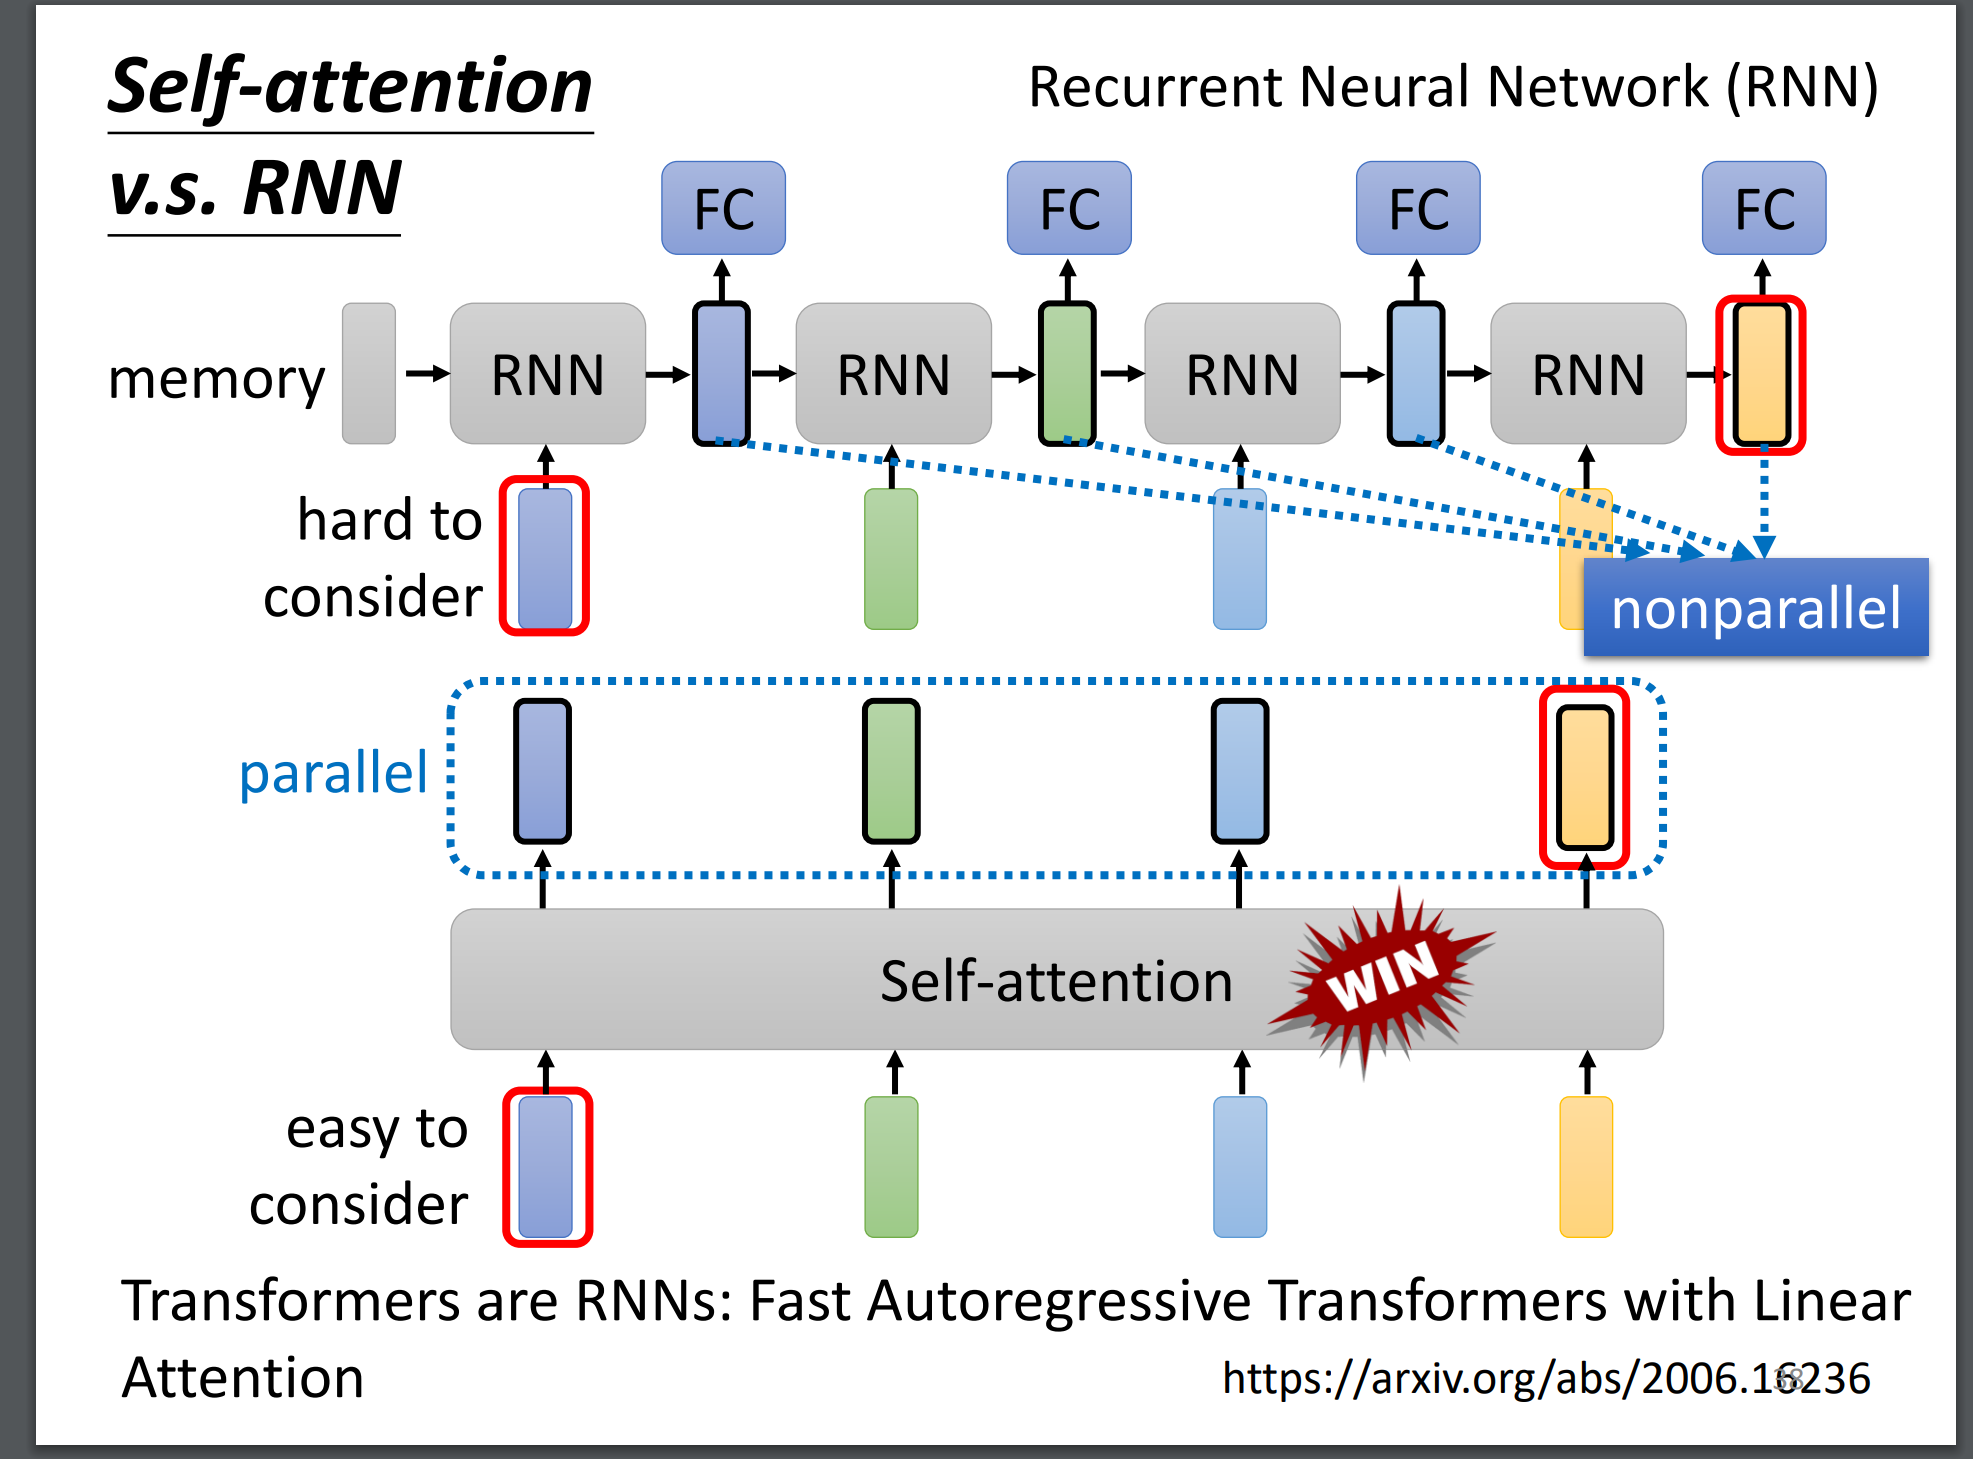 Self-attention
v.s. RNN
Recurrent Neural Network (RNN)
FC FC FC FC
memory RNN RNN RNN RNN
hard to
consider
nonparallel
parallel
Self-attention WIN
easy to
consider
Transformers are RNNs: Fast Autoregressive Transformers with Linear
Attention
https://arxiv.org/abs/2006.16236
38